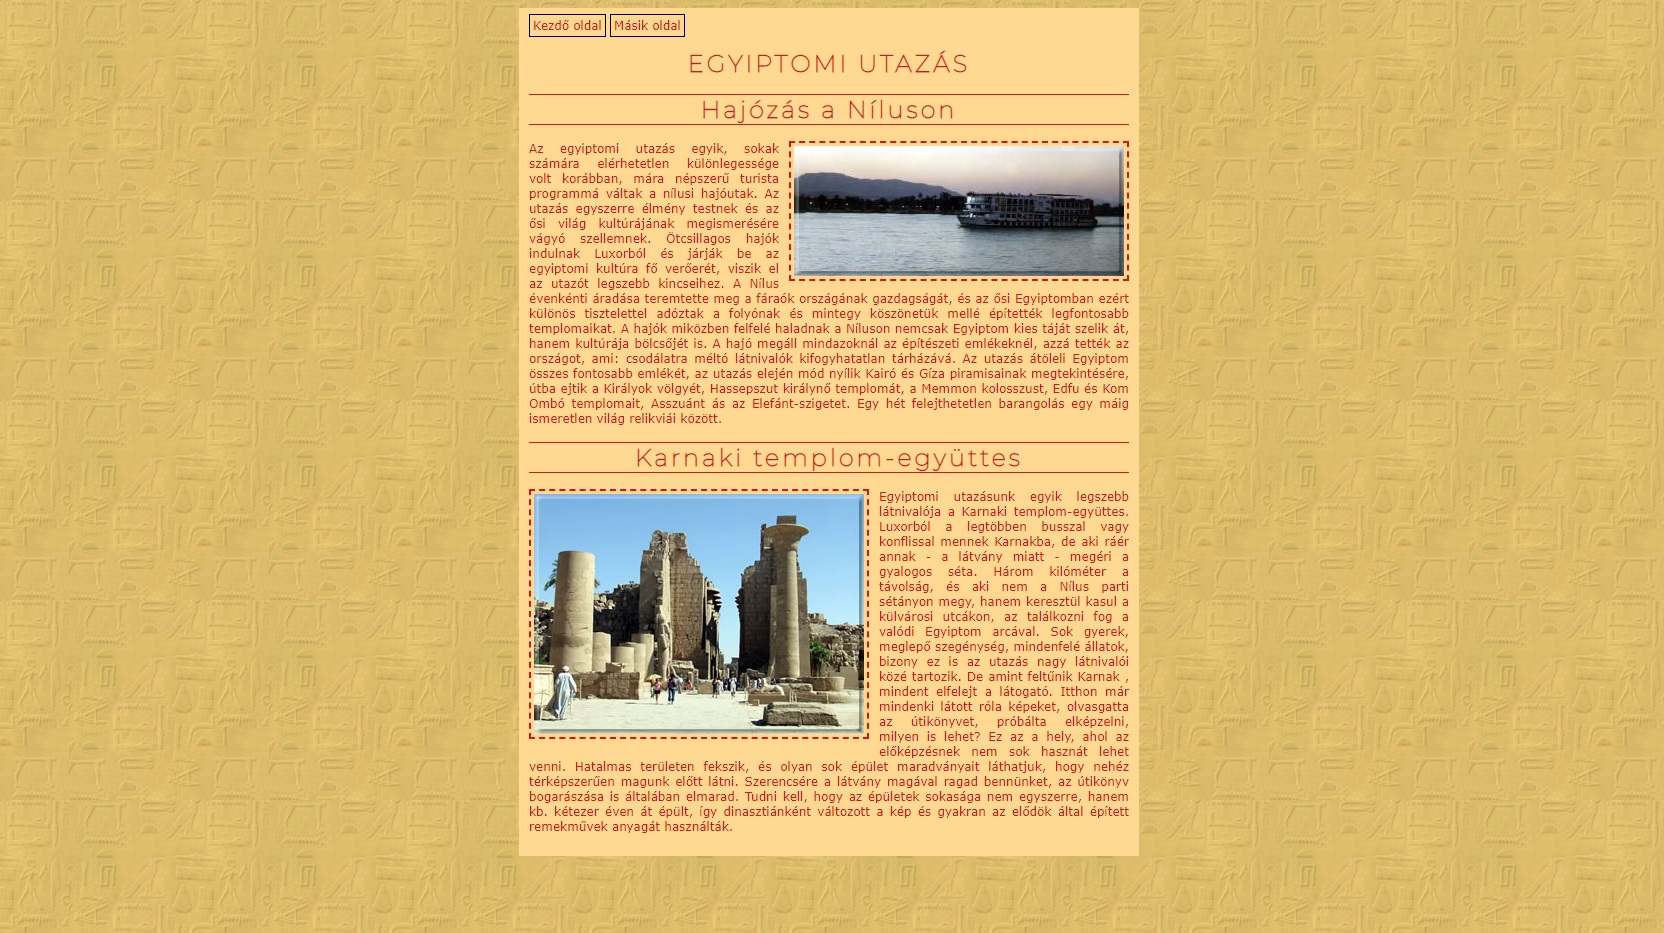 Kezdő oldal Másik oldal
EGYIPTOMI UTAZÁS
Hajózás a Níluson
Az egyiptomi utazás egyik, sokak
számára elérhetetlen különlegessége
volt korábban, mára népszerű turista
programmá váltak a nílusi hajóutak. Az
utazás egyszerre élmény testnek és az
ősi világ kultúrájának megismerésére
vágyó szellemnek. Ötcsillagos hajók
indulnak Luxorból és járják be az
egyiptomi kultúra fő verőerét, viszik el
az utazót legszebb kincseihez. A Nílus
évenkénti áradása teremtette meg a fáraók országának gazdagságát, és az ősi Egyiptomban ezért
különös tisztelettel adóztak a folyónak és mintegy köszönetük mellé építették legfontosabb
templomaikat. A hajók miközben felfelé haladnak a Níluson nemcsak Egyiptom kies táját szelik át,
hanem kultúrája bölcsőjét is. A hajó megáll mindazoknál az építészeti emlékeknél, azzá tették az
országot, ami: csodálatra méltó látnivalók kifogyhatatlan tárházává. Az utazás átöleli Egyiptom
összes fontosabb emlékét, az utazás elején mód nyílik Kairó és Gíza piramisainak megtekintésére,
útba ejtik a Királyok völgyét, Hassepszut királynő templomát, a Memmon kolosszust, Edfu és Kom
Ombó templomait, Asszuánt ás az Elefánt-szigetet. Egy hét felejthetetlen barangolás egy máig
ismeretlen világ relikviái között.
Karnaki templom-együttes
Egyiptomi utazásunk egyik legszebb
látnivalója a Karnaki templom-együttes.
Luxorból a legtöbben busszal vagy
konflissal mennek Karnakba, de aki ráér
annak - a látvány miatt - megéri a
gyalogos séta. Három kilóméter a
távolság, és aki nem a Nílus parti
sétányon megy, hanem keresztül kasul a
külvárosi utcákon, az találkozni fog a
valódi Egyiptom arcával. Sok gyerek,
meglepő szegénység, mindenfelé állatok,
bizony ez is az utazás nagy látnivalói
közé tartozik. De amint feltűnik Karnak ,
mindent elfelejt a látogató. Itthon már
mindenki látott róla képeket, olvasgatta
az útikönyvet, próbálta elképzelni,
milyen is lehet? Ez az a hely, ahol az
előképzésnek nem sok hasznát lehet
venni. Hatalmas területen fekszik, és olyan sok épület maradványait láthatjuk, hogy nehéz
térképszerűen magunk előtt látni. Szerencsére a látvány magával ragad bennünket, az útikönyv
bogarászása is általában elmarad. Tudni kell, hogy az épületek sokasága nem egyszerre, hanem
kb. kétezer éven át épült, így dinasztiánként változott a kép és gyakran az elődök által épített
remekművek anyagát használták.